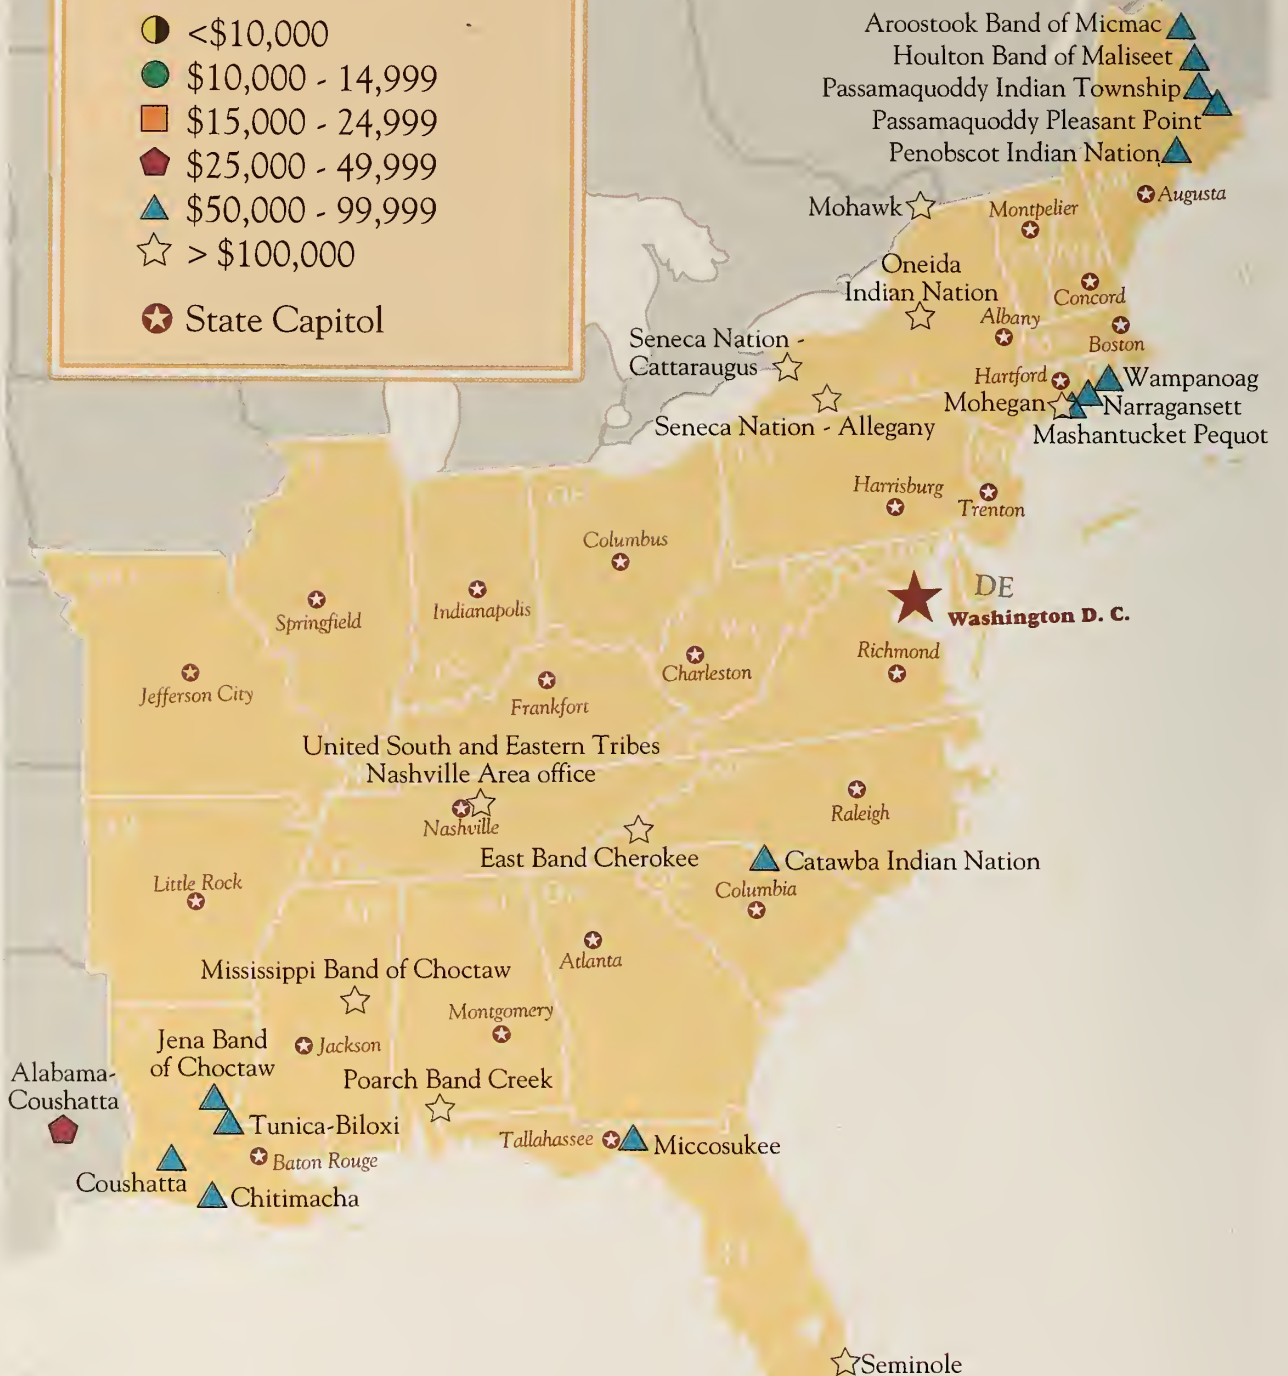 <$10,000
$10,000 - 14,999
$15,000 - 24,999
$25,000 - 49,999
$50,000 - 99,999
> $100,000
State Capitol
Aroostook Band of Micmac
Houlton Band of Maliseet
Passamaquoddy Indian Township
Passamaquoddy Pleasant Point
Penobscot Indian Nation
Augusta
Mohawk
Montpelier
Oneida
Indian Nation
Concord
Albany
Boston
Seneca Nation -
Cattaraugus
Hartford
Wampanoag
Mohegan
Narragansett
Seneca Nation - Allegany
Mashantucket Pequot
Harrisburg
Trenton
Columbus
DE
Washington D. C.
Springfield
Indianapolis
Richmond
Charleston
Jefferson City
Frankfort
United South and Eastern Tribes
Nashville Area office
Nashville
Raleigh
East Band Cherokee
Catawba Indian Nation
Little Rock
Columbia
Atlanta
Mississippi Band of Choctaw
Montgomery
Jena Band
of Choctaw
Jackson
Alabama-
Coushatta
Poarch Band Creek
Tunica-Biloxi
Tallahassee
Miccosukee
Baton Rouge
Coushatta
Chitimacha
Seminole